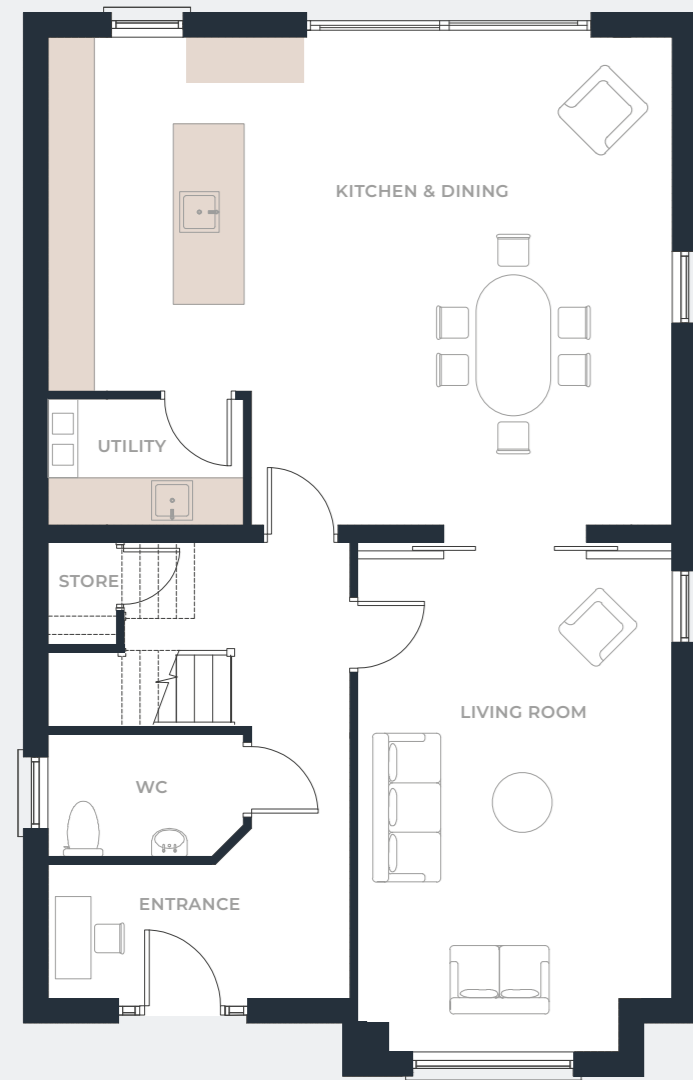 KITCHEN & DINING
UTILITY
STORE
LIVING ROOM
WC
ENTRANCE